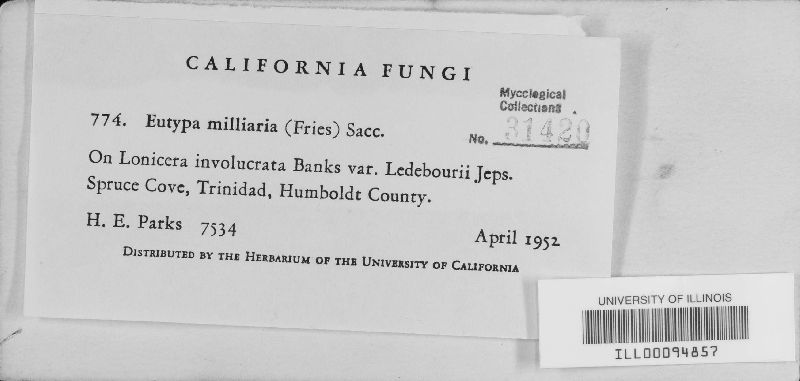 CALIFORNIA FUNGI
Mycological
Collections
No. 31420
774. Eutypa milliaria (Fries) Sacc.
On Lonicera involucrata Banks var. Ledebourii Jeps.
Spruce Cove, Trinidad, Humboldt County.
H. E. Parks 7534
April 1952
DISTRIBUTED BY THE HERBARIUM OF THE UNIVERSITY OF CALIFORNIA
UNIVERSITY OF ILLINOIS
ILL00094857